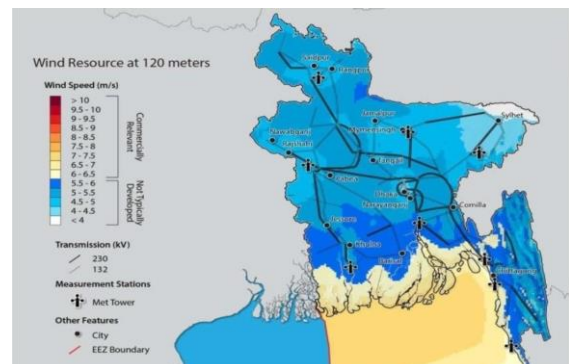 Wind Resource at 120 meters
Wind Speed (m/s)
> 10
9.5 - 10
9 - 9.5
8.5 - 9
8 - 8.5
7.5 - 8
7 - 7.5
6.5 - 7
6 - 6.5
5.5 - 6
5 - 5.5
4.5 - 5
4 - 4.5
< 4
Commercially Relevant
Not Typically Developed
Transmission (kV)
230
132
Measurement Stations
Met Tower
Other Features
City
EEZ Boundary
Saidpur
Rangpur
Jamalpur
Mymensingh
Sylhet
Nawabganj
Rajshahi
Tangail
Pabna
Dhaka
Narayanganj
Comilla
Jessore
Khulna
Barisal
Chittagong